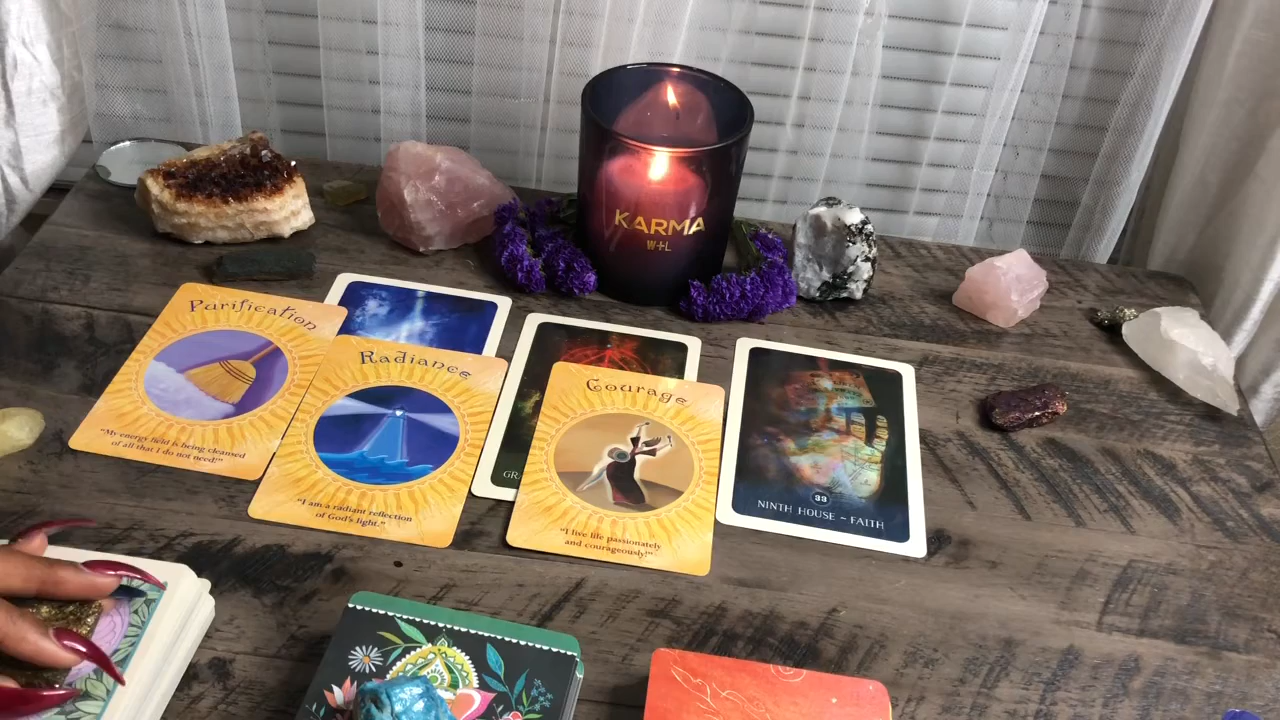 KARMA
W+L
Purification
"My energy field is being cleansed
of all that I do not need!"
Radiance
"I am a radiant reflection
of God's light."
GR
Courage
"I live life passionately
and courageously!"
33
NINTH HOUSE ~ FAITH